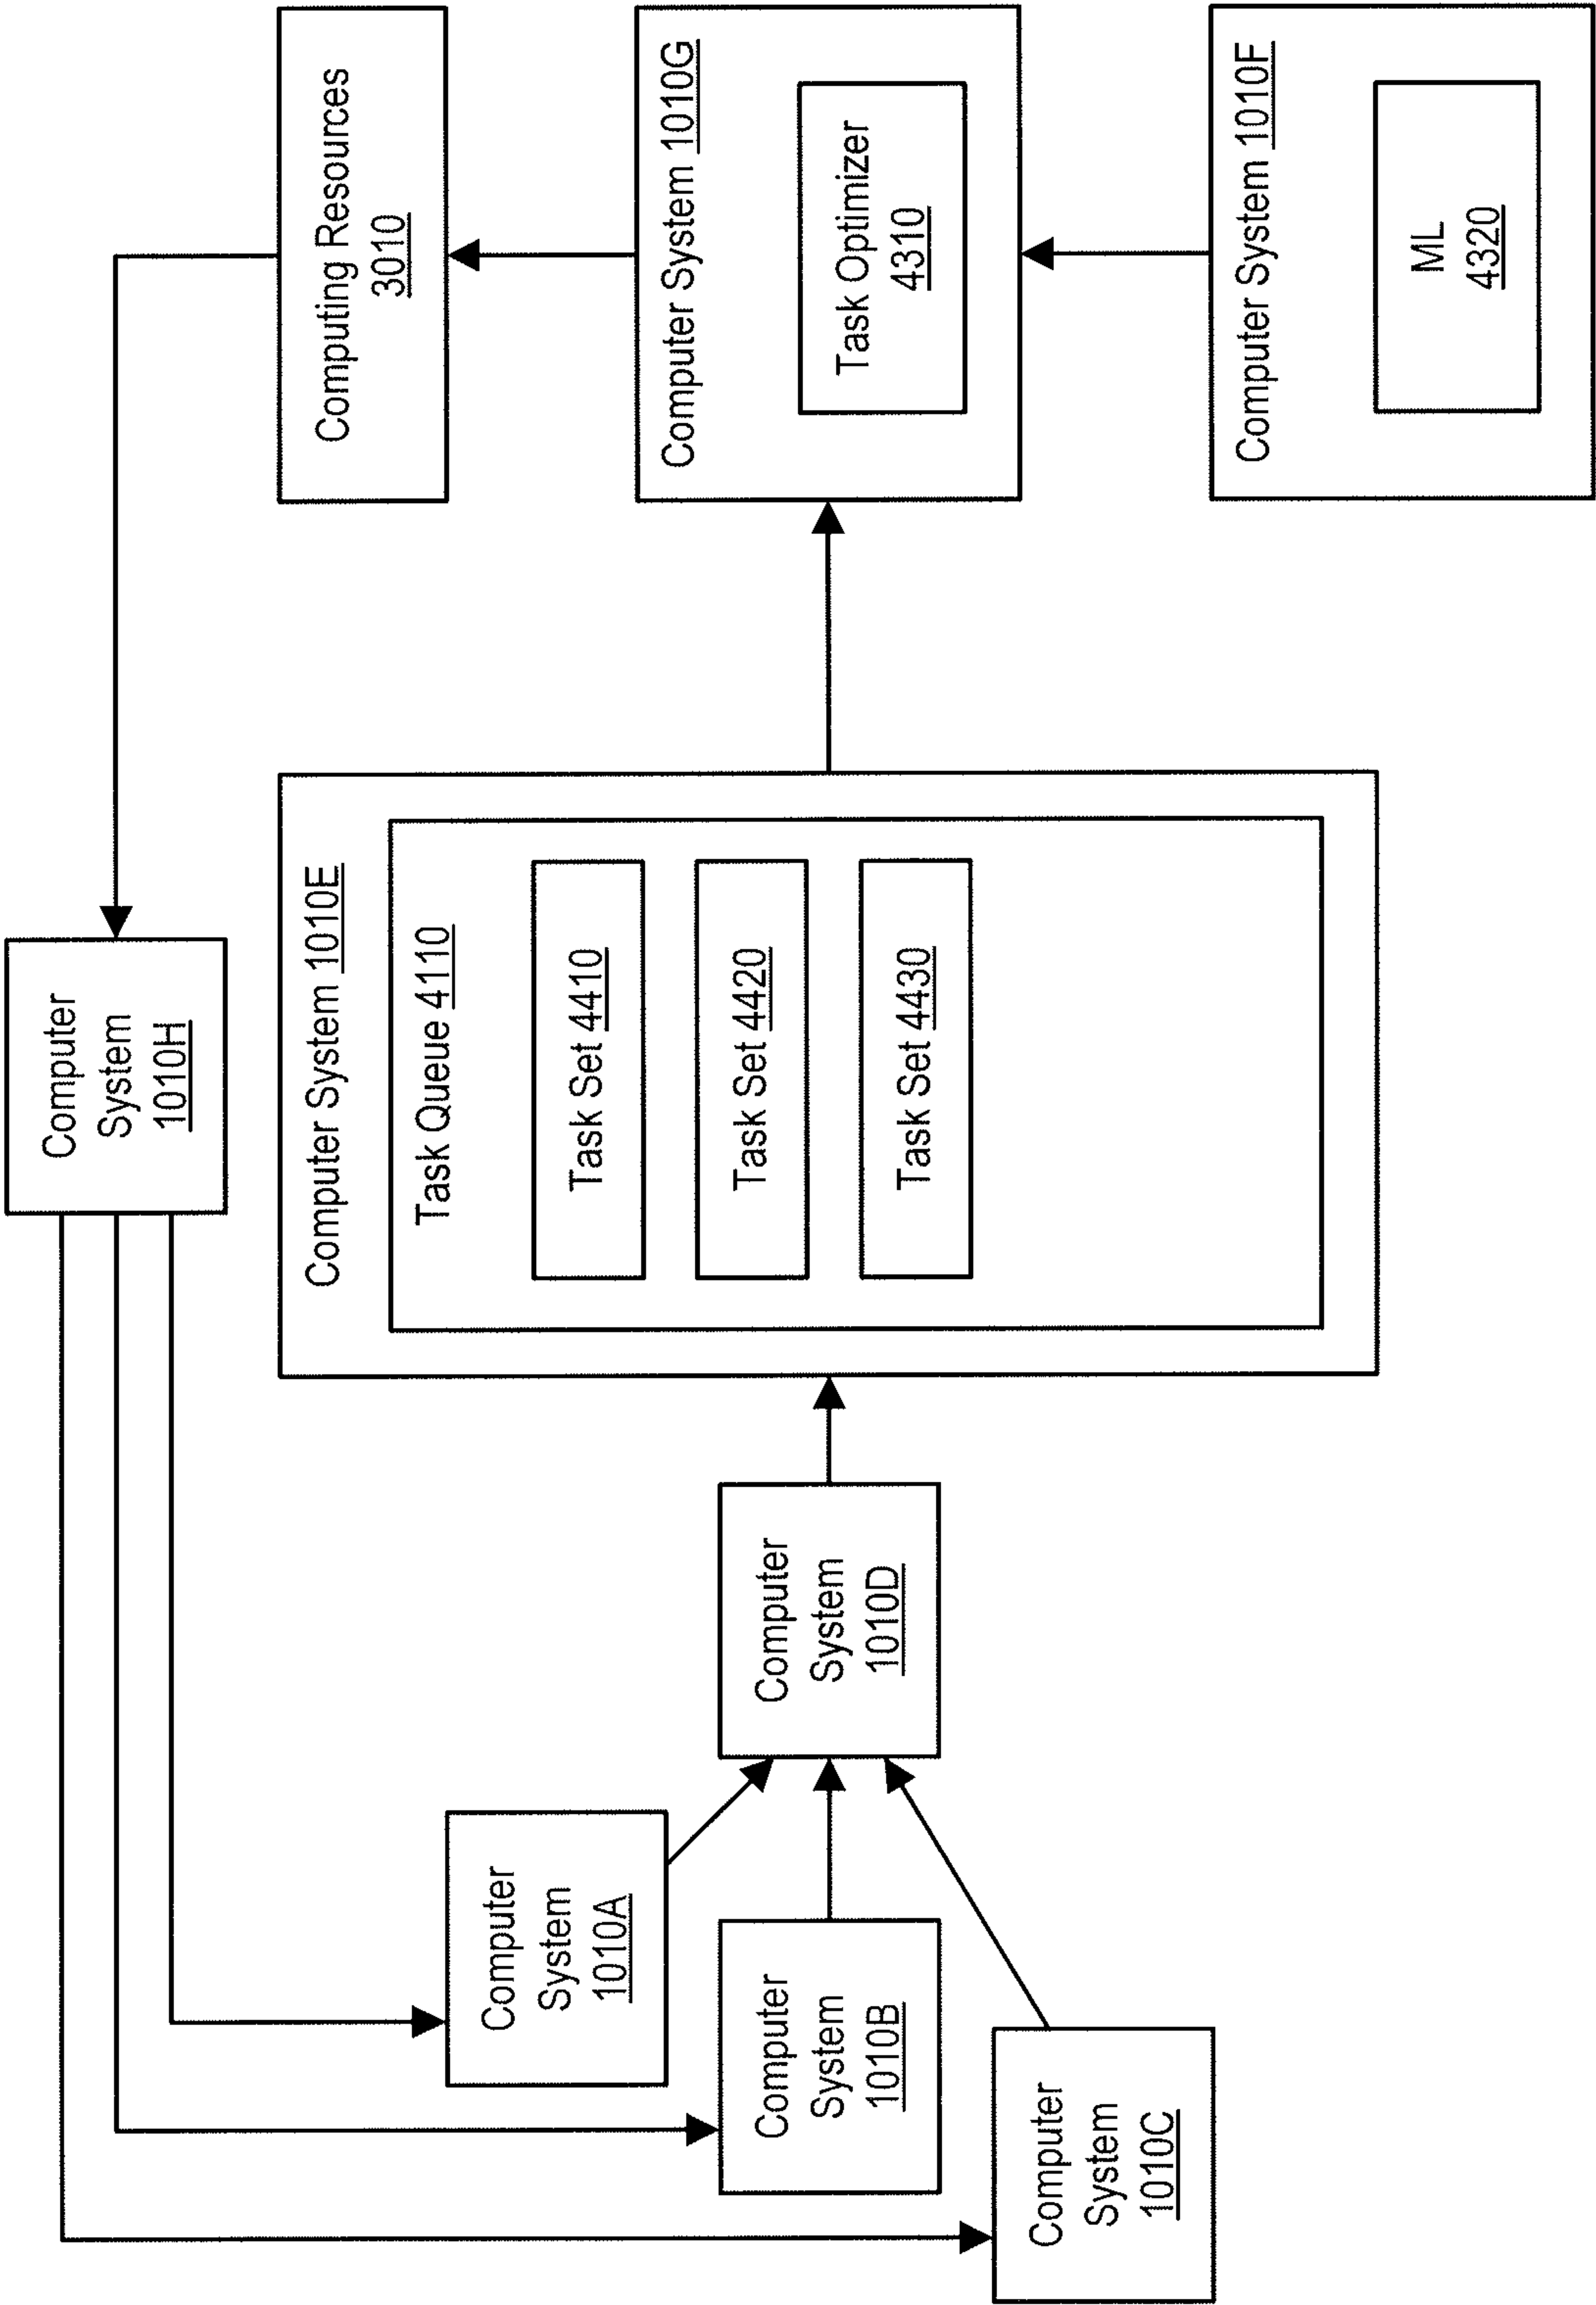 Computer
System
1010H
Computing Resources
3010
Computer System 1010E
Task Queue 4110
Task Set 4410
Task Set 4420
Task Set 4430
Computer System 1010G
Task Optimizer
4310
Computer
System
1010A
Computer
System
1010B
Computer
System
1010C
Computer
System
1010D
Computer System 1010F
ML
4320